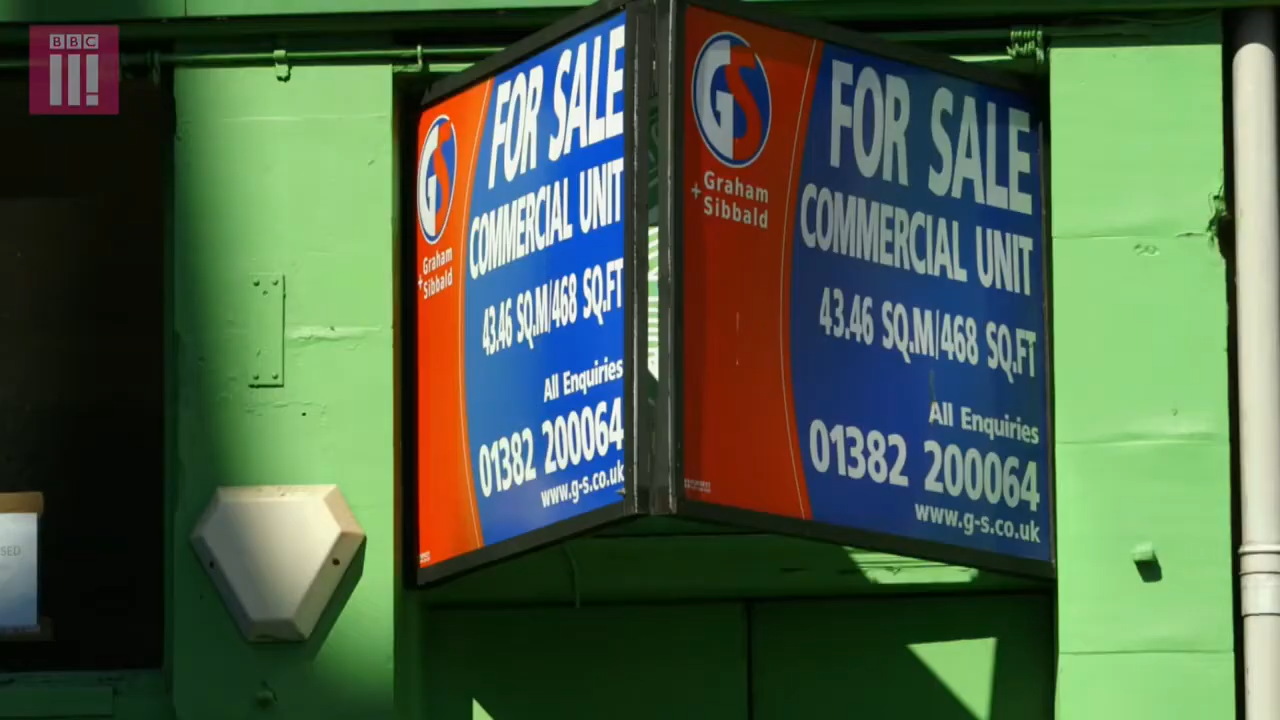 BBC
GS
Graham
+ Sibbald
FOR SALE
COMMERCIAL UNIT
43.46 SQ.M/468 SQ.FT
All Enquiries
01382 200064
www.g-s.co.uk
GS
Graham
+ Sibbald
FOR SALE
COMMERCIAL UNIT
43.46 SQ.M/468 SQ.FT
All Enquiries
01382 200064
www.g-s.co.uk
SED